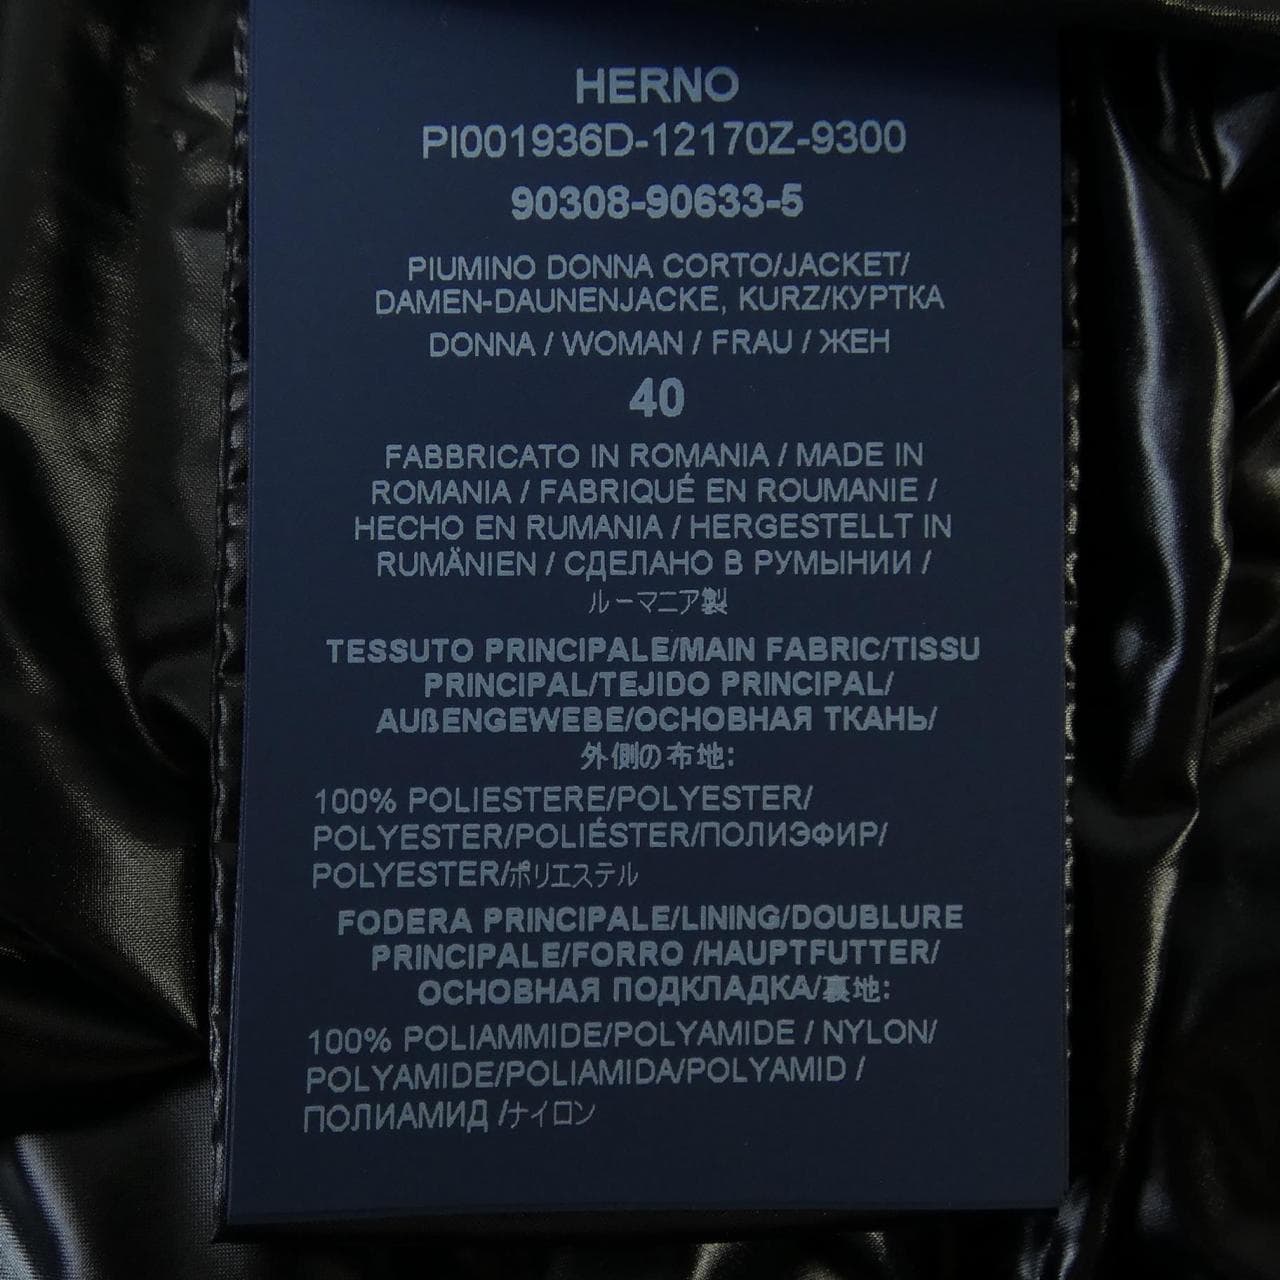 HERNO
PI001936D-12170Z-9300
90308-90633-5
PIUMINO DONNA CORTO/JACKET/
DAMEN-DAUNENJACKE, KURZ/КУРТКА
DONNA / WOMAN / FRAU / ЖЕН
40
FABBRICATO IN ROMANIA / MADE IN
ROMANIA / FABRIQUÉ EN ROUMANIE /
HECHO EN RUMANIA / HERGESTELLT IN
RUMÄNIEN / СДЕЛАНО В РУМЫНИИ /
ルーマニア製
TESSUTO PRINCIPALE/MAIN FABRIC/TISSU
PRINCIPAL/TEJIDO PRINCIPAL/
AUßENGEWEBE/ОСНОВНАЯ ТКАНЬ/
外側の布地:
100% POLIESTERE/POLYESTER/
POLYESTER/POLIÉSTER/ПОЛИЭФИР/
POLYESTER/ポリエステル
FODERA PRINCIPALE/LINING/DOUBLURE
PRINCIPALE/FORRO /HAUPTFUTTER/
ОСНОВНАЯ ПОДКЛАДКА/裏地:
100% POLIAMMIDE/POLYAMIDE / NYLON/
POLYAMIDE/POLIAMIDA/POLYAMID /
ПОЛИАМИД /ナイロン